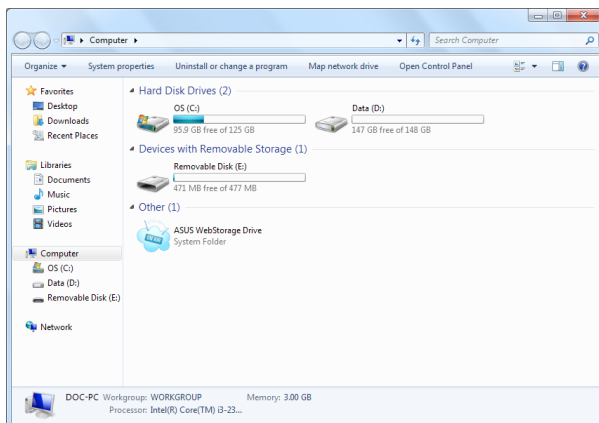 Computer
Search Computer
Organize
System properties
Uninstall or change a program
Map network drive
Open Control Panel
Favorites
Desktop
Downloads
Recent Places
Libraries
Documents
Music
Pictures
Videos
Computer
OS (C:)
Data (D:)
Removable Disk (E:)
Network
Hard Disk Drives (2)
OS (C:)
95.9 GB free of 125 GB
Data (D:)
147 GB free of 148 GB
Devices with Removable Storage (1)
Removable Disk (E:)
471 MB free of 477 MB
Other (1)
ASUS WebStorage Drive
System Folder
DOC-PC Workgroup: WORKGROUP Memory: 3.00 GB
Processor: Intel(R) Core(TM) i3-23...